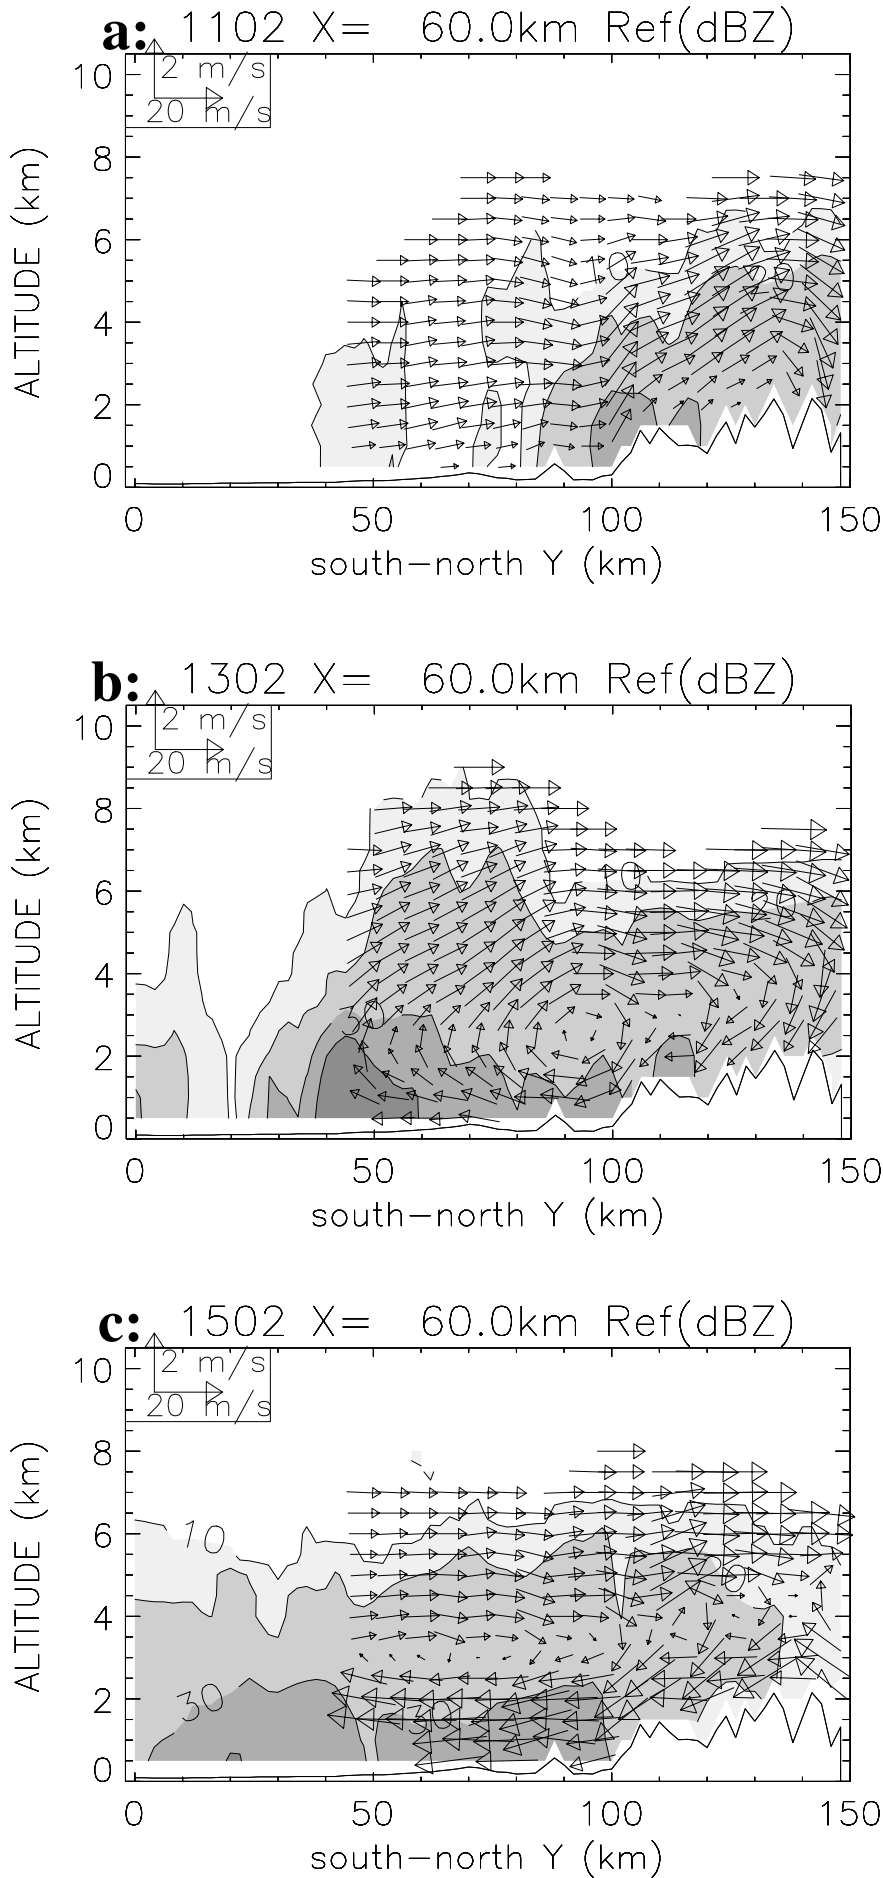 a: 1102 X= 60.0km Ref(dBZ)
2 m/s
20 m/s
10
8
6
4
2
0
ALTITUDE (km)
10
20
0 50 100 150
south-north Y (km)
b: 1302 X= 60.0km Ref(dBZ)
2 m/s
20 m/s
10
8
6
4
2
0
ALTITUDE (km)
10
20
30
0 50 100 150
south-north Y (km)
c: 1502 X= 60.0km Ref(dBZ)
2 m/s
20 m/s
10
8
6
4
2
0
ALTITUDE (km)
10
20
30
30
0 50 100 150
south-north Y (km)